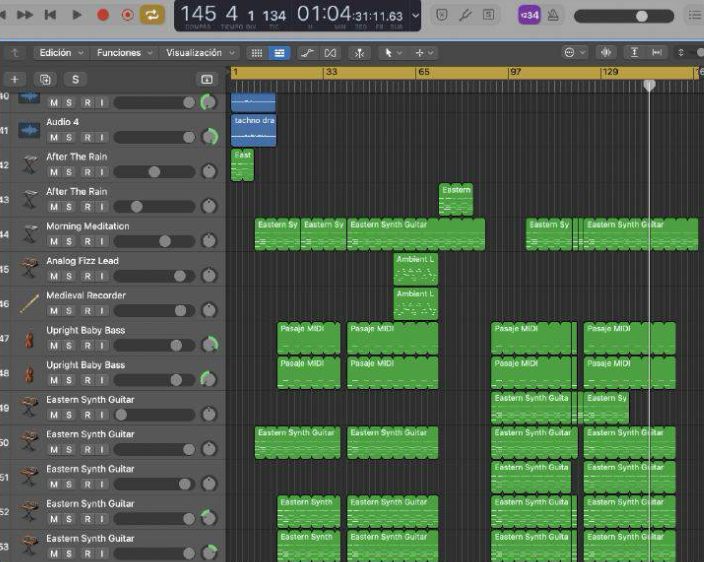 145 4 1 134 01:04:31:11.63
COMPÁS TIEMPO DIV H MIN SEG FR SUB
1234
Edición Funciones Visualización
+ S
1 33 65 97 129
40 M S R I
41 Audio 4 M S R I tachno dra
42 After The Rain M S R I East
43 After The Rain M S R I Eastern
44 Morning Meditation M S R I Eastern Sy Eastern Sy Eastern Synth Guitar Eastern Sy Eastern Synth Guitar
45 Analog Fizz Lead M S R I Ambient L
46 Medieval Recorder M S R I Ambient L
47 Upright Baby Bass M S R I Pasaje MIDI Pasaje MIDI Pasaje MIDI Pasaje MIDI
48 Upright Baby Bass M S R I Pasaje MIDI Pasaje MIDI Pasaje MIDI Pasaje MIDI
49 Eastern Synth Guitar M S R I Eastern Synth Guita Eastern Sy
50 Eastern Synth Guitar M S R I Eastern Synth Guitar Eastern Synth Guitar Eastern Synth Guitar Eastern Synth Guitar
51 Eastern Synth Guitar M S R I Eastern Synth Guita Eastern Synth Guitar
52 Eastern Synth Guitar M S R I Eastern Synth Eastern Synth Guitar Eastern Synth Guita Eastern Synth Guitar
53 Eastern Synth Guitar M S R I Eastern Synth Eastern Synth Guitar Eastern Synth Guita Eastern Synth Guitar